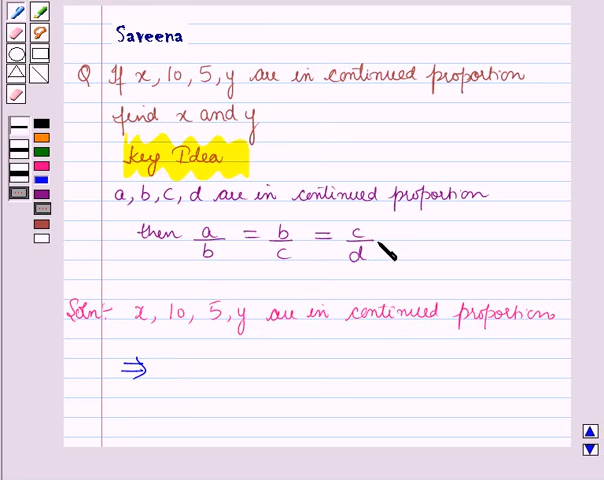 Saveena
Q If x, 10, 5, y are in continued proportion
find x and y
Key Idea
a, b, c, d are in continued proportion
then a/b = b/c = c/d
Soln:- x, 10, 5, y are in continued proportion
⇒